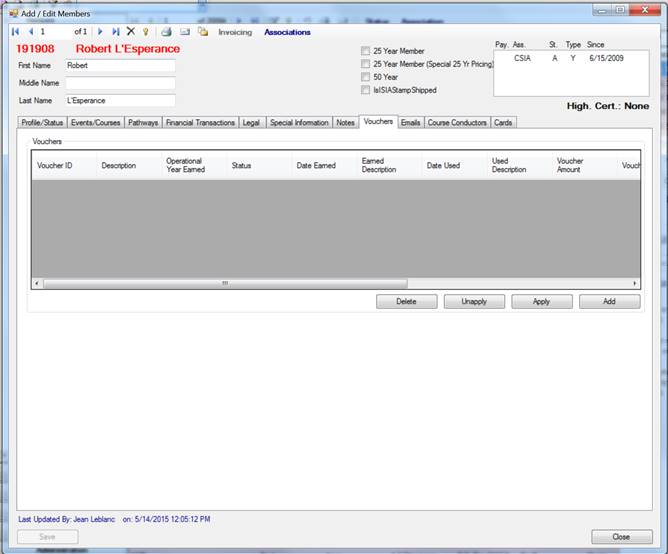 Add / Edit Members
1 of 1 Invoicing Associations
191908 Robert L'Esperance
First Name Robert
Middle Name
Last Name L'Esperance
25 Year Member
25 Year Member (Special 25 Yr Pricing)
50 Year
IsISIAStampShipped
Pay. Ass. St. Type Since
CSIA A Y 6/15/2009
High. Cert.: None
Profile/Status Events/Courses Pathways Financial Transactions Legal Special Information Notes Vouchers Emails Course Conductors Cards
Vouchers
Voucher ID Description Operational Year Earned Status Date Earned Earned Description Date Used Used Description Voucher Amount Vouch
Delete Unapply Apply Add
Last Updated By: Jean Leblanc on: 5/14/2015 12:05:12 PM
Save Close